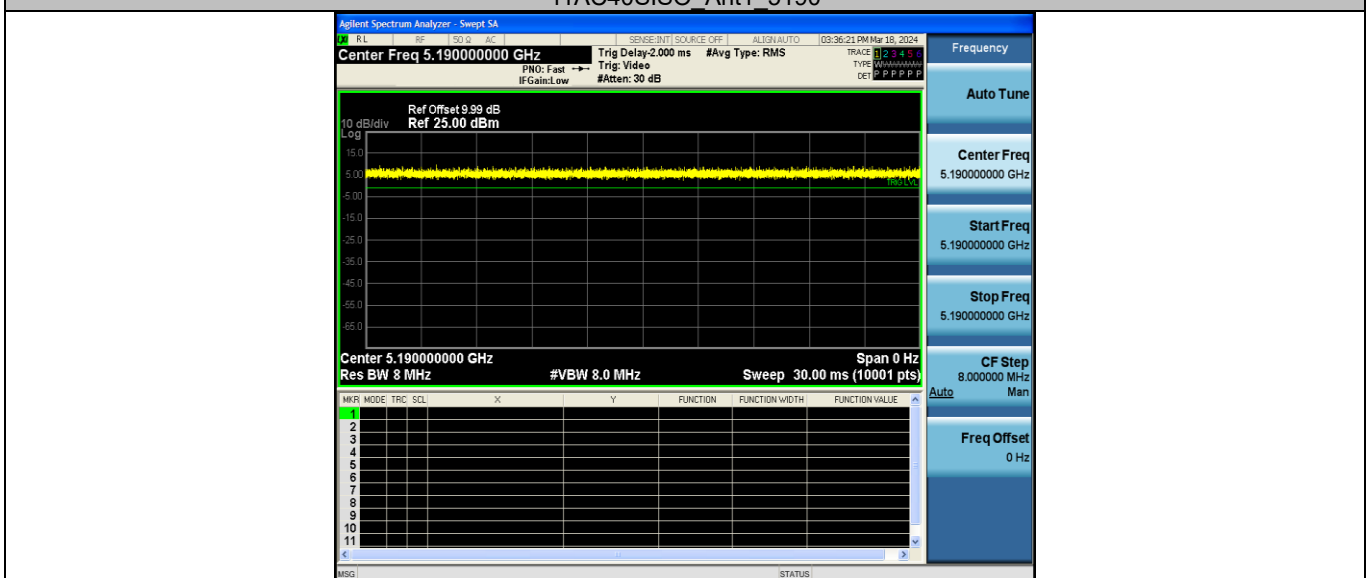 11AC40SISO_Ant1_5190
Agilent Spectrum Analyzer - Swept SA
RL RF 50 Ω AC SENSE:INT SOURCE OFF ALIGN AUTO 03:36:21 PM Mar 18, 2024
Center Freq 5.190000000 GHz
PNO: Fast
IFGain:Low
Trig Delay-2.000 ms #Avg Type: RMS
Trig: Video
#Atten: 30 dB
TRACE 1 2 3 4 5 6
TYPE
DET P P P P P P
Ref Offset 9.99 dB
10 dB/div Ref 25.00 dBm
Log
15.0
5.00
-5.00
-15.0
-25.0
-35.0
-45.0
-55.0
-65.0
TRIG LVL
Center 5.190000000 GHz Span 0 Hz
Res BW 8 MHz #VBW 8.0 MHz Sweep 30.00 ms (10001 pts)
MKR MODE TRC SCL X Y FUNCTION FUNCTION WIDTH FUNCTION VALUE
1
2
3
4
5
6
7
8
9
10
11
MSG STATUS
Frequency
Auto Tune
Center Freq
5.190000000 GHz
Start Freq
5.190000000 GHz
Stop Freq
5.190000000 GHz
CF Step
8.000000 MHz
Auto Man
Freq Offset
0 Hz